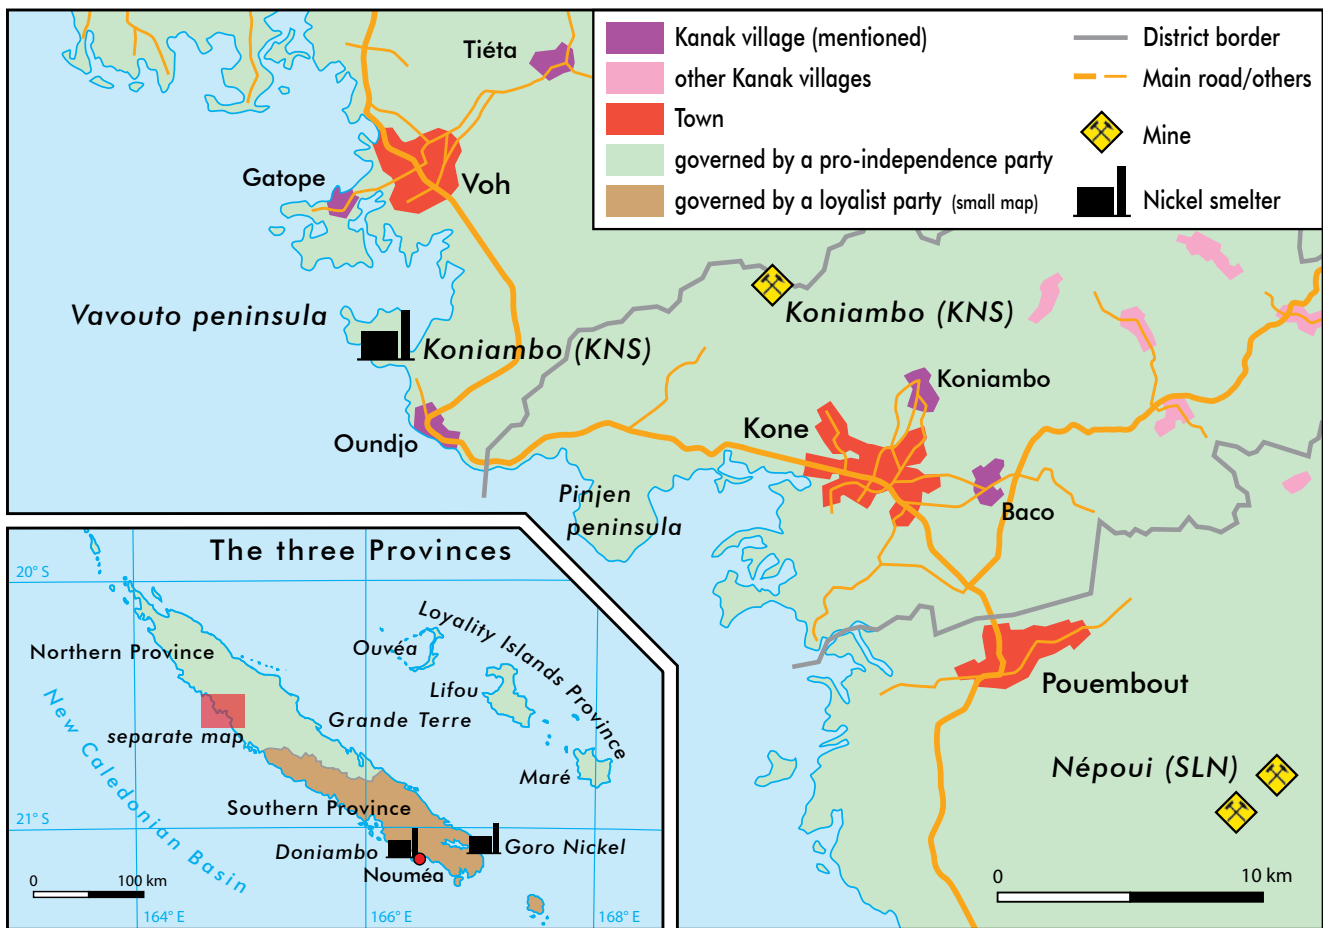 Kanak village (mentioned)
other Kanak villages
Town
governed by a pro-independence party
governed by a loyalist party (small map)
District border
Main road/others
Mine
Nickel smelter
Tiéta
Gatope
Voh
Vavouto peninsula
Koniambo (KNS)
Koniambo (KNS)
Koniambo
Kone
Oundjo
Baco
Pinjen
peninsula
Pouembout
Népoui (SLN)
0 10 km
The three Provinces
20° S
Loyality Islands Province
Ouvéa
Northern Province
Lifou
New Caledonian Basin
Grande Terre
separate map
Maré
Southern Province
21° S
Doniambo
Goro Nickel
Nouméa
0 100 km
164° E
166° E
168° E